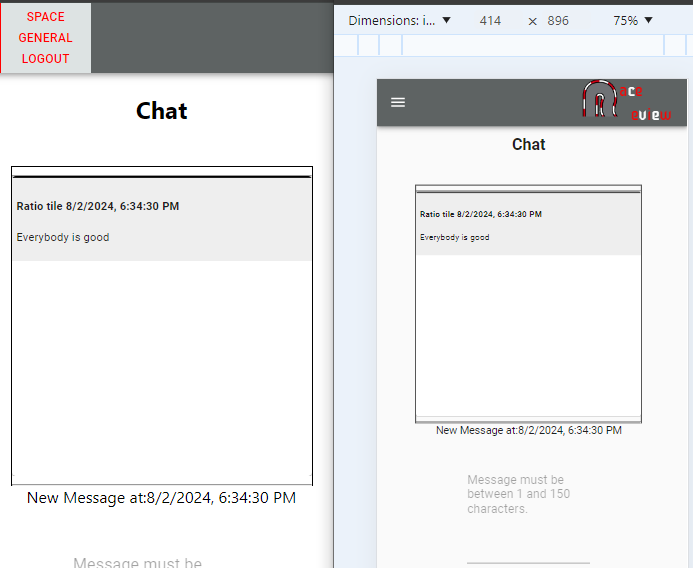 SPACE
GENERAL
LOGOUT
Chat
Ratio tile 8/2/2024, 6:34:30 PM
Everybody is good
New Message at:8/2/2024, 6:34:30 PM
Message must be
Dimensions: i... ▼ 414 × 896 75% ▼
ace
eview
Chat
Ratio tile 8/2/2024, 6:34:30 PM
Everybody is good
New Message at:8/2/2024, 6:34:30 PM
Message must be
between 1 and 150
characters.